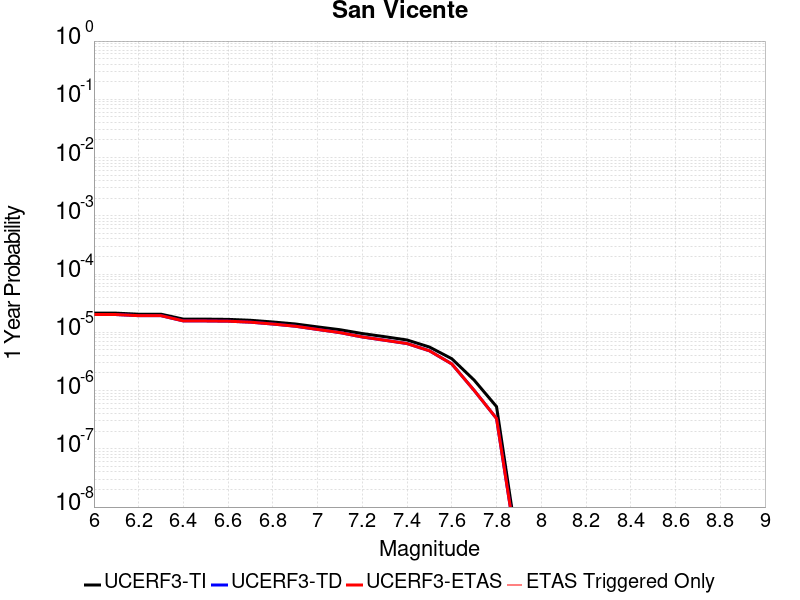 San Vicente
1 Year Probability
10^0
10^-1
10^-2
10^-3
10^-4
10^-5
10^-6
10^-7
10^-8
6 6.2 6.4 6.6 6.8 7 7.2 7.4 7.6 7.8 8 8.2 8.4 8.6 8.8 9
Magnitude
UCERF3-TI UCERF3-TD UCERF3-ETAS ETAS Triggered Only